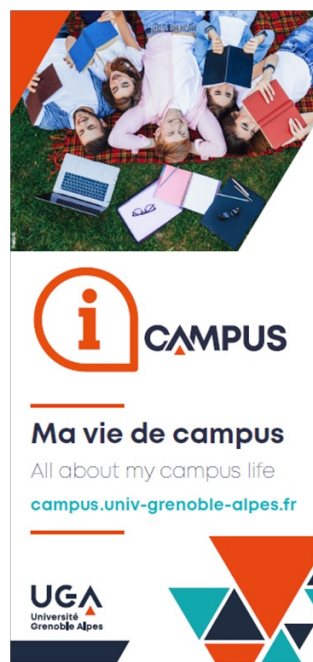 i CAMPUS
Ma vie de campus
All about my campus life
campus.univ-grenoble-alpes.fr
UGA
Université
Grenoble Alpes